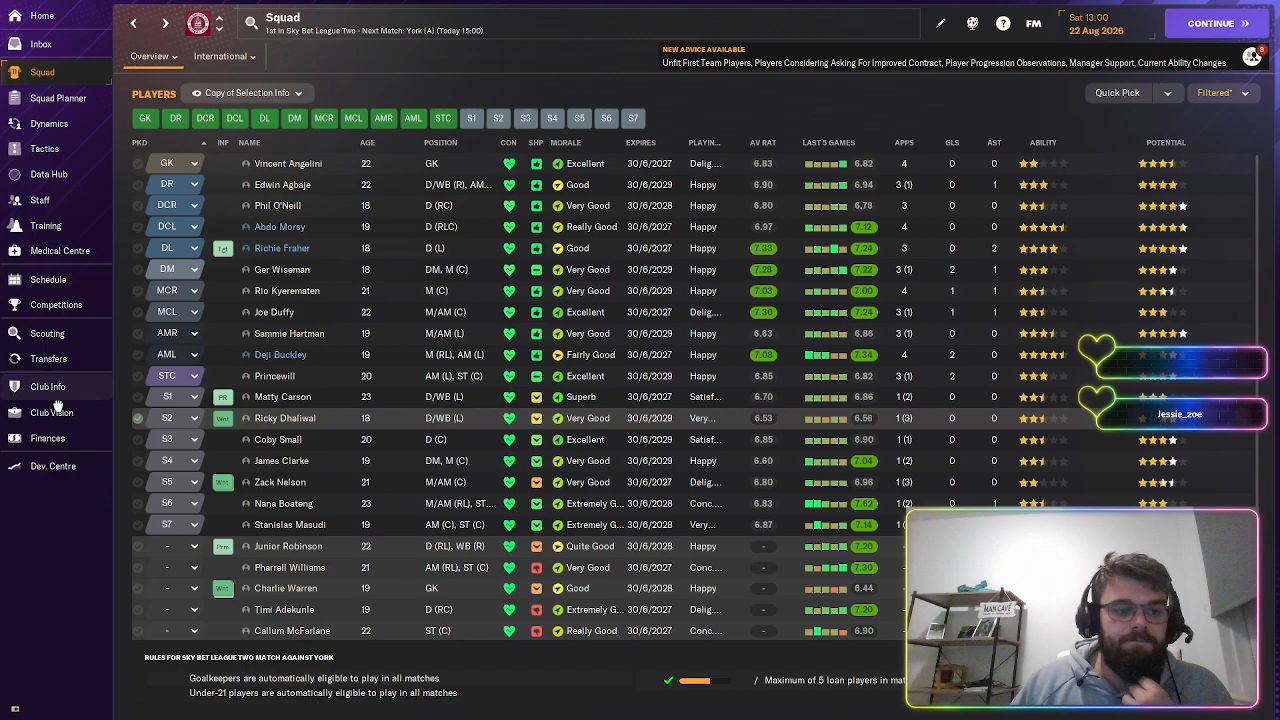 Home
Inbox
Squad
Squad Planner
Dynamics
Tactics
Data Hub
Staff
Training
Medical Centre
Schedule
Competitions
Scouting
Transfers
Club Info
Club Vision
Finances
Dev. Centre
Squad
1st In Sky Bet League Two - Next Match: York (A) (Today 15:00)
FM
Sat 13:00
22 Aug 2026
CONTINUE
Overview
International
NEW ADVICE AVAILABLE
Unfit First Team Players, Players Considering Asking For Improved Contract, Player Progression Observations, Manager Support, Current Ability Changes
9
PLAYERS
Copy of Selection Info
Quick Pick
Filtered*
GK DR DCR DCL DL DM MCR MCL AMR AML STC S1 S2 S3 S4 S5 S6 S7
PKD INF NAME AGE POSITION CON SHP MORALE EXPIRES PLAYIN... AV RAT LAST 5 GAMES APPS GLS AST ABILITY POTENTIAL
GK Vincent Angelini 22 GK Excellent 30/6/2027 Delig... 6.83 6.82 4 0 0
DR Edwin Agbaje 22 D/WB (R), AM... Good 30/6/2029 Happy 6.90 6.94 3 (1) 0 1
DCR Phil O'Neill 18 D (RC) Very Good 30/6/2029 Happy 6.80 6.78 3 0 0
DCL Abdo Morsy 19 D (RLC) Really Good 30/6/2029 Happy 6.97 7.12 4 0 0
DL Tgt Richie Fraher 18 D (L) Good 30/6/2029 Happy 7.33 7.24 3 0 2
DM Ger Wiseman 18 DM, M (C) Very Good 30/6/2029 Happy 7.28 7.22 3 (1) 2 1
MCR Rio Kyerematen 21 M (C) Very Good 30/6/2029 Happy 7.03 7.00 4 1 1
MCL Joe Duffy 22 M/AM (C) Excellent 30/6/2029 Delig... 7.30 7.24 3 (1) 1 1
AMR Sammie Hartman 19 M/AM (L) Very Good 30/6/2029 Happy 6.63 6.86 3 (1) 0 0
AML Deji Buckley 19 M (RL), AM (L) Fairly Good 30/6/2029 Happy 7.08 7.34 4 2 0
STC Princewill 20 AM (L), ST (C) Excellent 30/6/2028 Happy 6.85 6.82 3 (1) 2 0
S1 PR Matty Carson 23 D/WB (L) Superb 30/6/2027 Satisf... 6.70 6.86 1 (2) 0 0
S2 Wnt Ricky Dhaliwal 18 D/WB (L) Very Good 30/6/2029 Very... 6.53 6.56 1 (3) 0 0
S3 Coby Small 20 D (C) Excellent 30/6/2028 Satisf... 6.85 6.90 1 (1) 0 0
S4 James Clarke 19 DM, M (C) Very Good 30/6/2029 Delig... 6.60 7.04 1 (2) 0 0
S5 Wnt Zack Nelson 21 M/AM (C) Very Good 30/6/2027 Delig... 6.80 6.96 1 (3) 0 0
S6 Nana Boateng 23 M/AM (RL), ST... Extremely G... 30/6/2028 Conc... 6.83 7.62 1 (2) 0 1
S7 Stanislas Masudi 19 AM (C), ST (C) Extremely G... 30/6/2027 Very... 6.87 7.14
- Prm Junior Robinson 22 D (RL), WB (R) Quite Good 30/6/2027 Happy - 7.20
- Pharrell Williams 21 AM (RL), ST (C) Very Good 30/6/2027 Delig... - 7.30
- Wnt Charlie Warren 19 GK Good 30/6/2027 Happy - 6.44
- Timi Adekunle 19 D (RC) Extremely G... 30/6/2027 Delig... - 7.20
- Callum McFarlane 22 ST (C) Really Good 30/6/2027 Conc... - 6.90
RULES FOR SKY BET LEAGUE TWO MATCH AGAINST YORK
Goalkeepers are automatically eligible to play in all matches
Under-21 players are automatically eligible to play in all matches
/ Maximum of 5 loan players in mat
Jessie_zoe
MAN CAVE